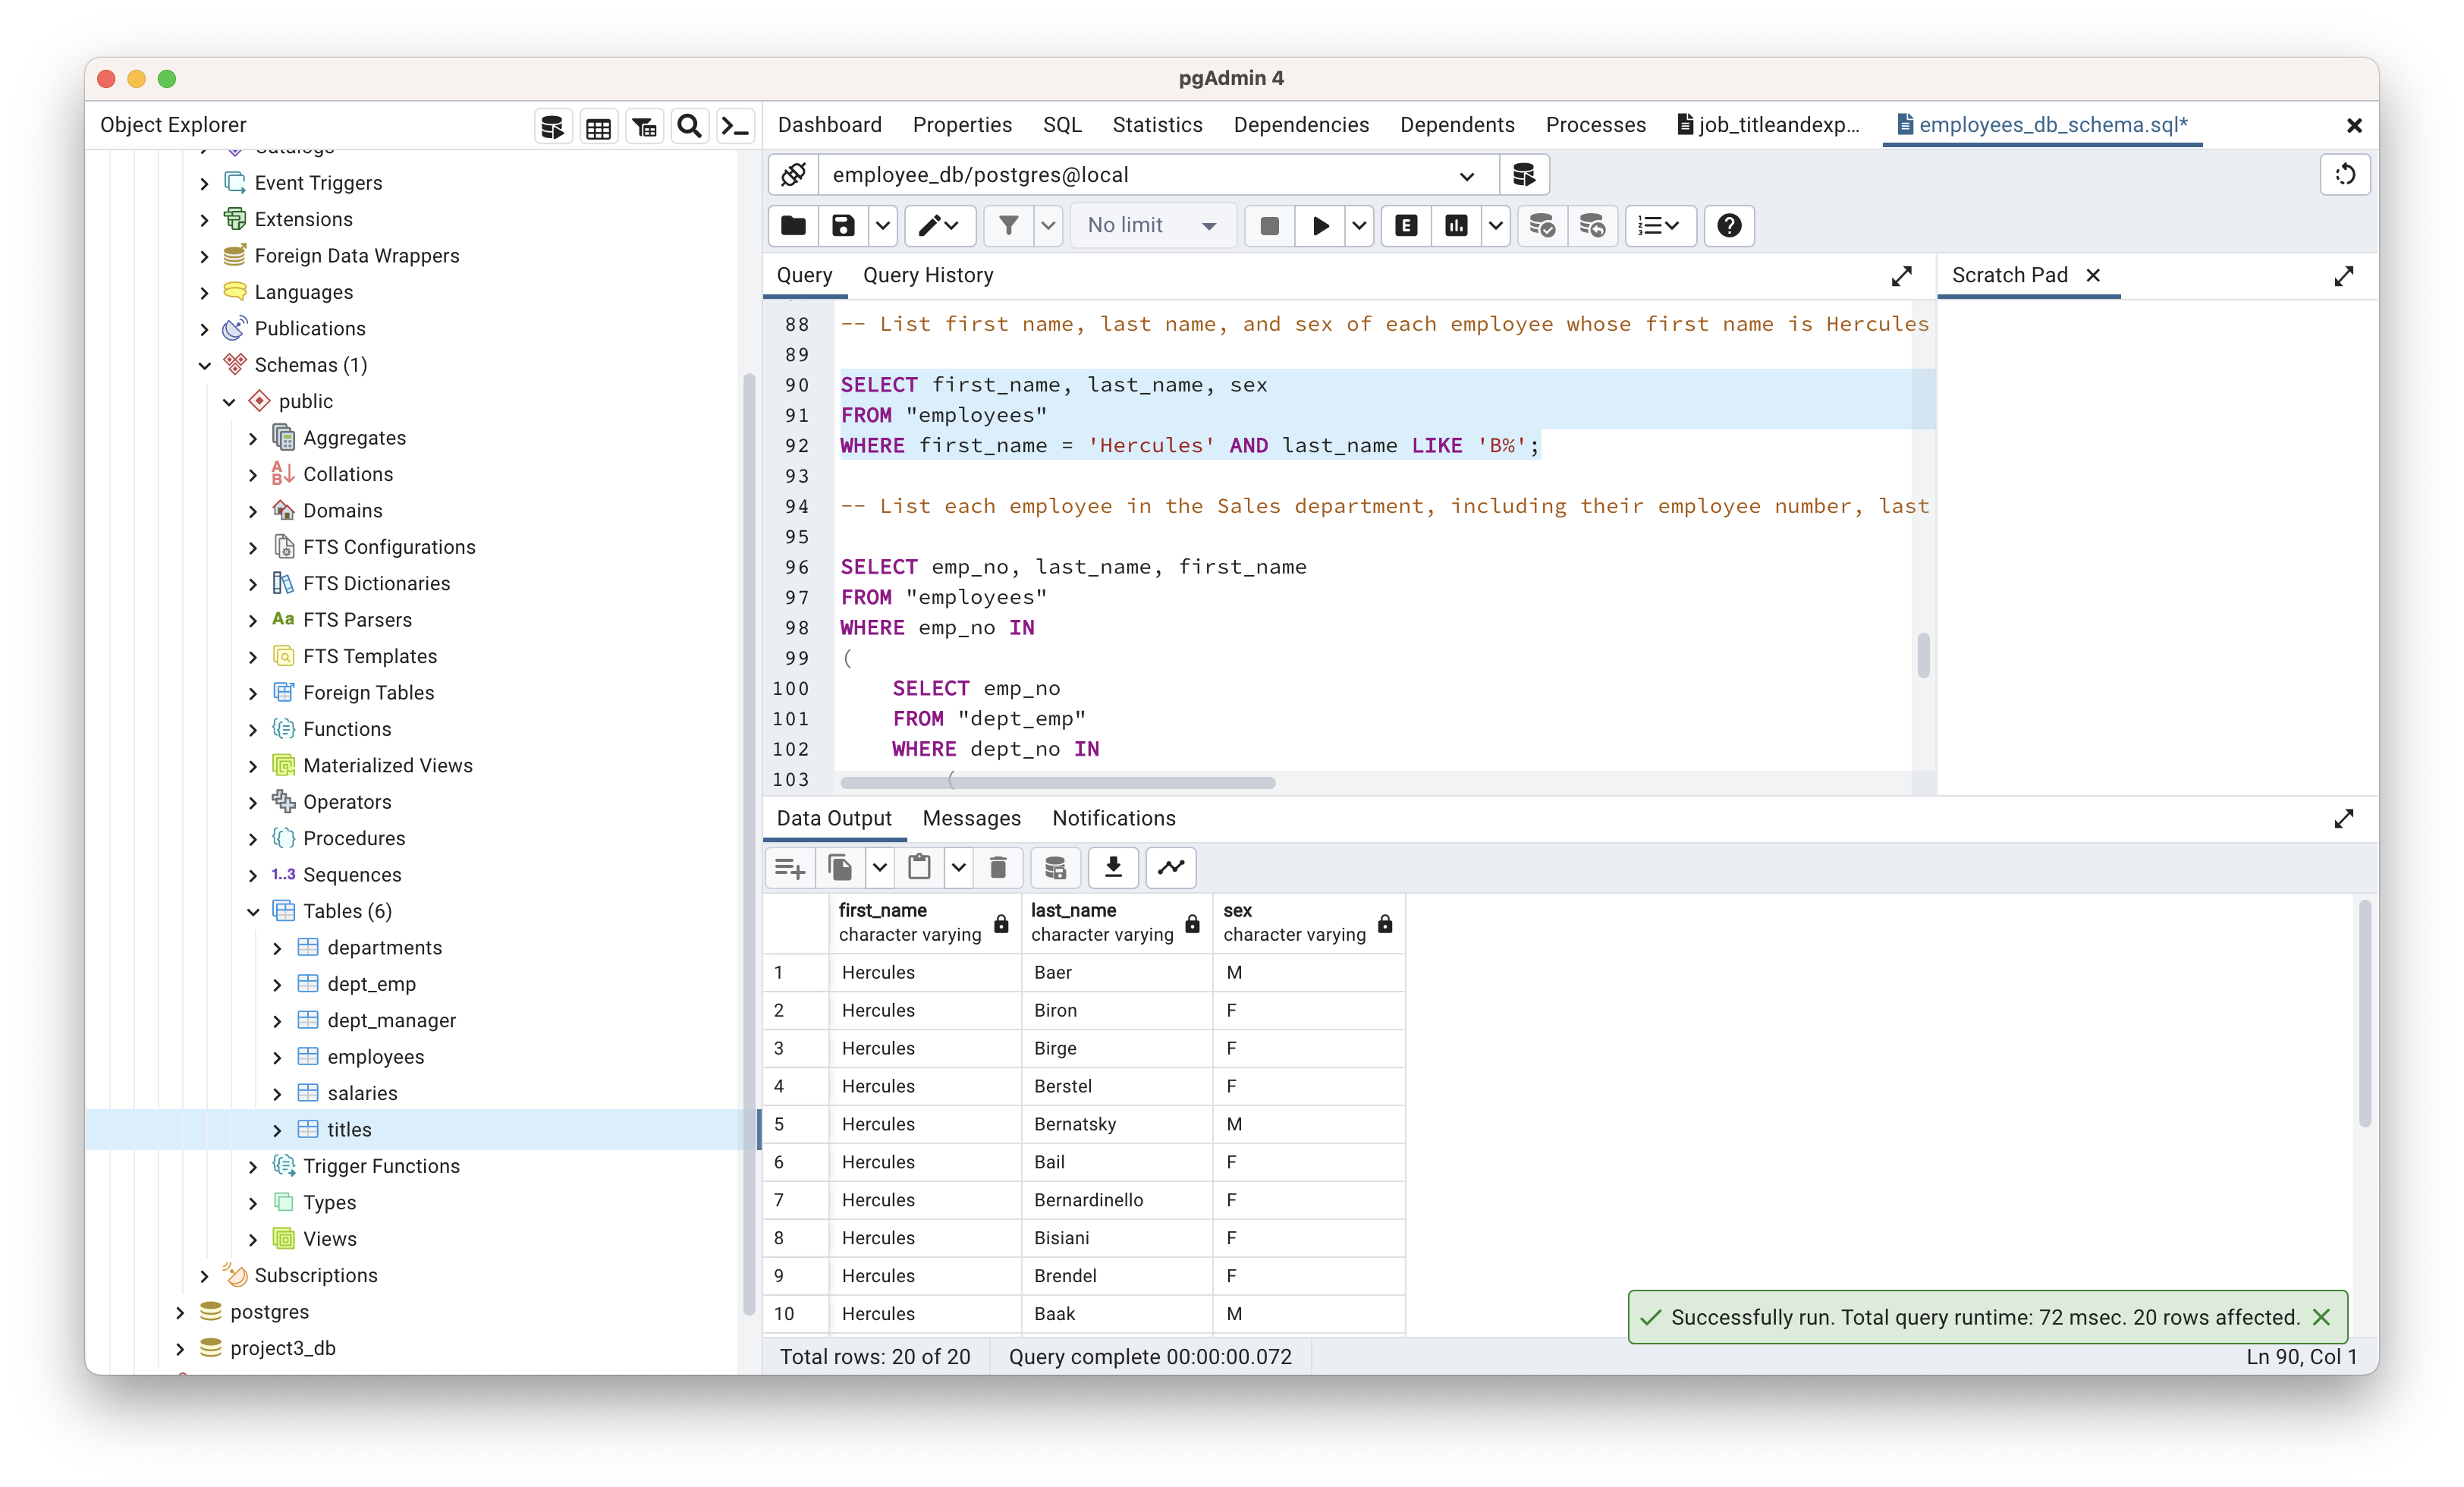 pgAdmin 4
Object Explorer
Catalogs
Event Triggers
Extensions
Foreign Data Wrappers
Languages
Publications
Schemas (1)
public
Aggregates
Collations
Domains
FTS Configurations
FTS Dictionaries
Aa FTS Parsers
FTS Templates
Foreign Tables
Functions
Materialized Views
Operators
Procedures
1..3 Sequences
Tables (6)
departments
dept_emp
dept_manager
employees
salaries
titles
Trigger Functions
Types
Views
Subscriptions
postgres
project3_db
Dashboard Properties SQL Statistics Dependencies Dependents Processes job_titleandexp... employees_db_schema.sql*
employee_db/postgres@local
No limit E
Query Query History
Scratch Pad
88 -- List first name, last name, and sex of each employee whose first name is Hercules
89
90 SELECT first_name, last_name, sex
91 FROM "employees"
92 WHERE first_name = 'Hercules' AND last_name LIKE 'B%';
93
94 -- List each employee in the Sales department, including their employee number, last
95
96 SELECT emp_no, last_name, first_name
97 FROM "employees"
98 WHERE emp_no IN
99 (
100 SELECT emp_no
101 FROM "dept_emp"
102 WHERE dept_no IN
103 (
Data Output Messages Notifications
first_name last_name sex
character varying character varying character varying
1 Hercules Baer M
2 Hercules Biron F
3 Hercules Birge F
4 Hercules Berstel F
5 Hercules Bernatsky M
6 Hercules Bail F
7 Hercules Bernardinello F
8 Hercules Bisiani F
9 Hercules Brendel F
10 Hercules Baak M
Successfully run. Total query runtime: 72 msec. 20 rows affected.
Total rows: 20 of 20 Query complete 00:00:00.072 Ln 90, Col 1